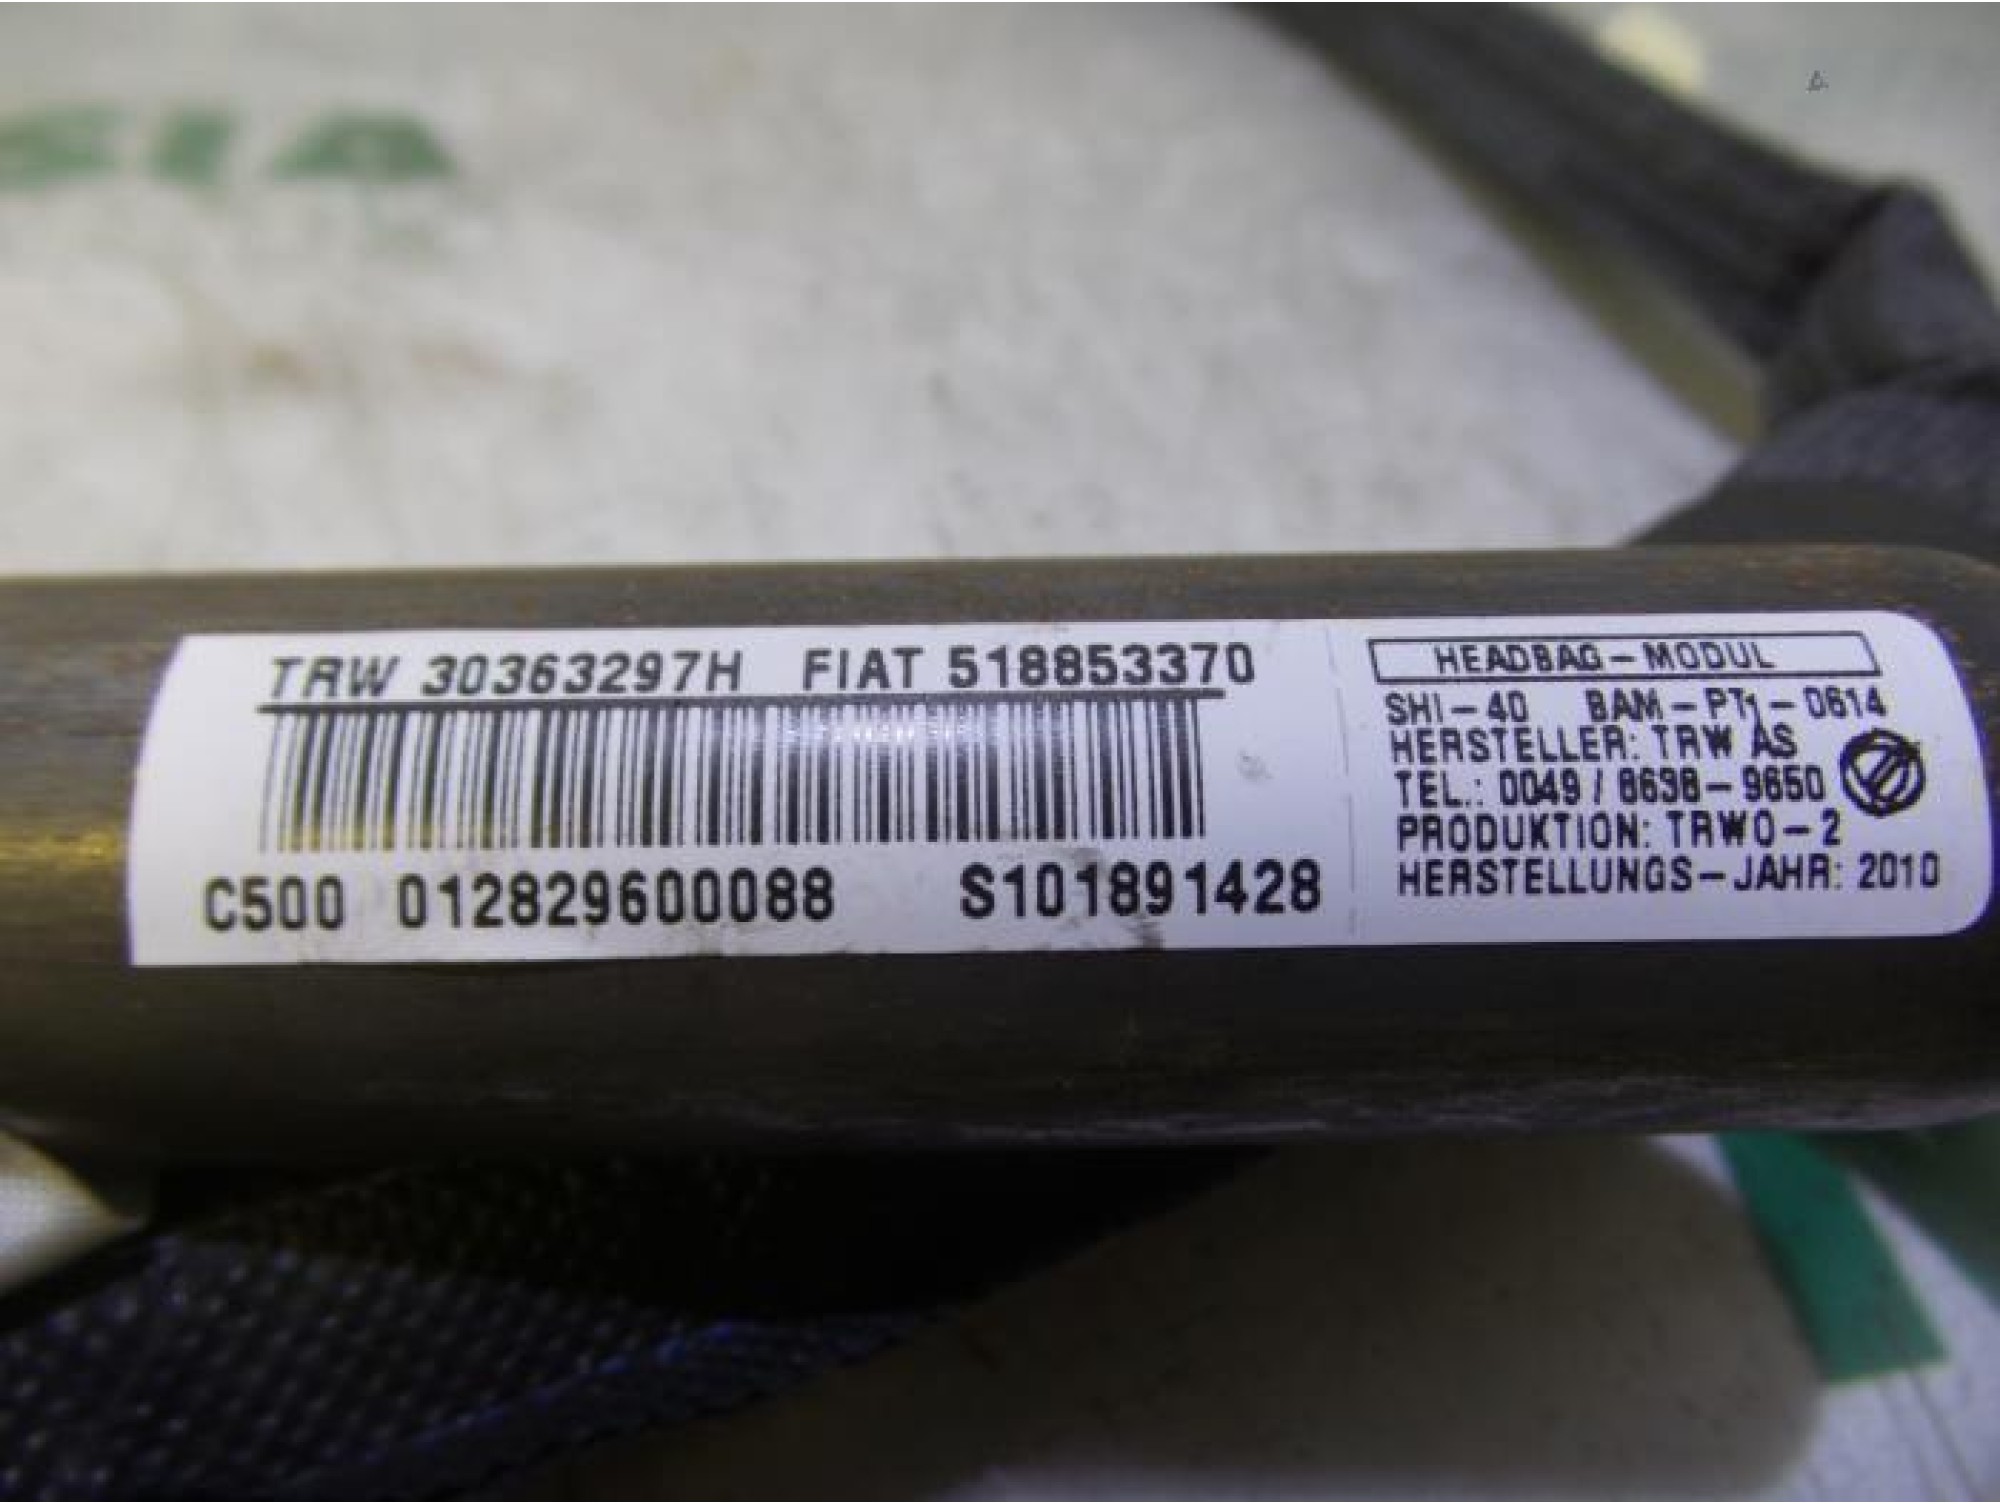 TRW 30363297H FIAT 518853370
C500 012829600088 S101891428
HEADBAG-MODUL
SHI-40 BAM-PT1-0614
HERSTELLER: TRW AS
TEL.: 0049 / 8638-9650
PRODUKTION: TRWO-2
HERSTELLUNGS-JAHR: 2010